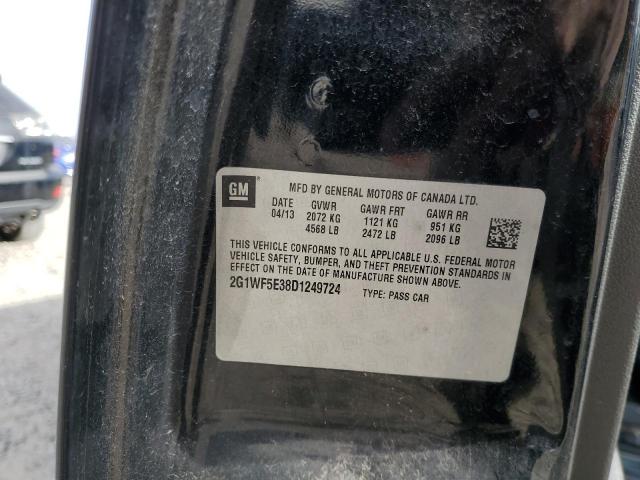 GM
MFD BY GENERAL MOTORS OF CANADA LTD.
DATE GVWR GAWR FRT GAWR RR
04/13 2072 KG 1121 KG 951 KG
4568 LB 2472 LB 2096 LB
THIS VEHICLE CONFORMS TO ALL APPLICABLE U.S. FEDERAL MOTOR
VEHICLE SAFETY, BUMPER, AND THEFT PREVENTION STANDARDS IN
EFFECT ON THE DATE OF MANUFACTURE SHOWN ABOVE.
2G1WF5E38D1249724 TYPE: PASS CAR